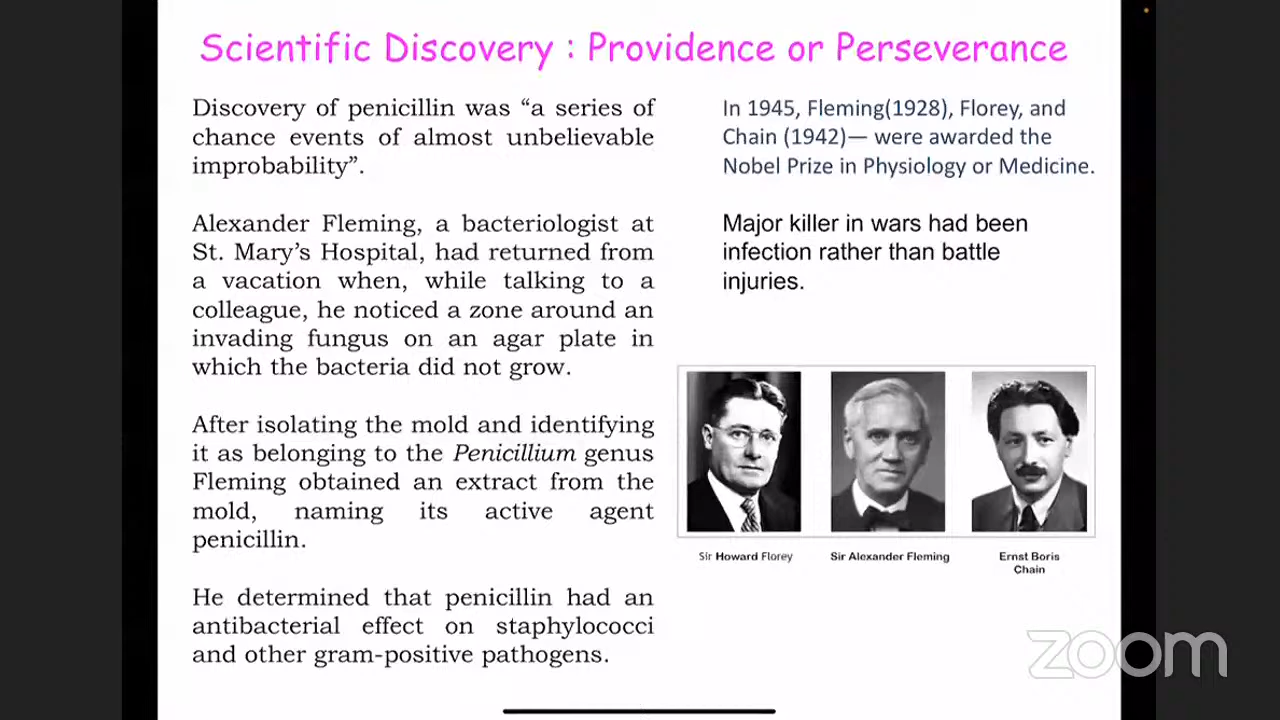 Scientific Discovery : Providence or Perseverance
Discovery of penicillin was “a series of
chance events of almost unbelievable
improbability”.
Alexander Fleming, a bacteriologist at
St. Mary’s Hospital, had returned from
a vacation when, while talking to a
colleague, he noticed a zone around an
invading fungus on an agar plate in
which the bacteria did not grow.
After isolating the mold and identifying
it as belonging to the Penicillium genus
Fleming obtained an extract from the
mold, naming its active agent
penicillin.
He determined that penicillin had an
antibacterial effect on staphylococci
and other gram-positive pathogens.
In 1945, Fleming(1928), Florey, and
Chain (1942)— were awarded the
Nobel Prize in Physiology or Medicine.
Major killer in wars had been
infection rather than battle
injuries.
Sir Howard Florey
Sir Alexander Fleming
Ernst Boris
Chain
zoom